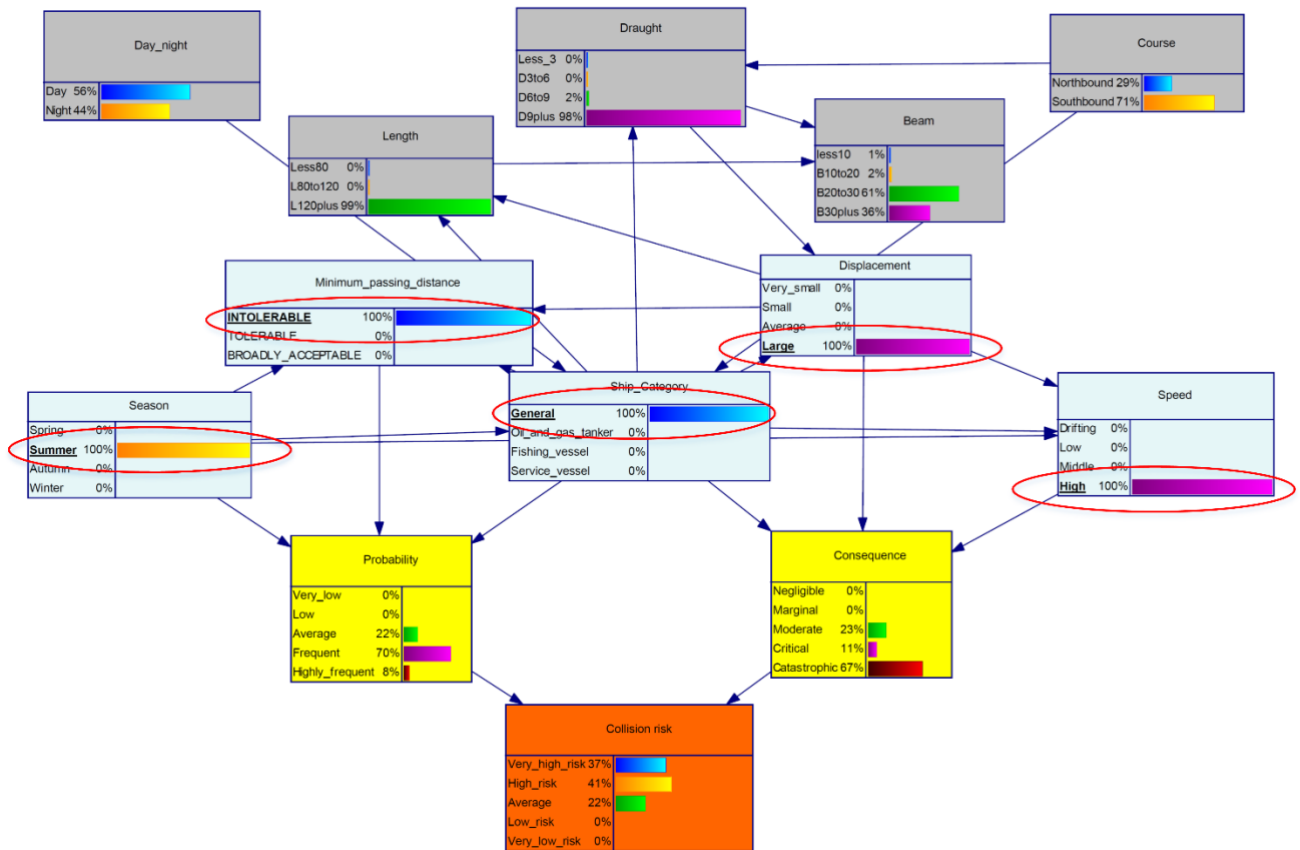 Day_night
Day 56%
Night 44%
Draught
Less_3 0%
D3to6 0%
D6to9 2%
D9plus 98%
Course
Northbound 29%
Southbound 71%
Length
Less80 0%
L80to120 0%
L120plus 99%
Beam
less10 1%
B10to20 2%
B20to30 61%
B30plus 36%
Minimum_passing_distance
INTOLERABLE 100%
TOLERABLE 0%
BROADLY_ACCEPTABLE 0%
Displacement
Very_small 0%
Small 0%
Average 0%
Large 100%
Season
Spring 0%
Summer 100%
Autumn 0%
Winter 0%
Ship_Category
General 100%
Oil_and_gas_tanker 0%
Fishing_vessel 0%
Service_vessel 0%
Speed
Drifting 0%
Low 0%
Middle 0%
High 100%
Probability
Very_low 0%
Low 0%
Average 22%
Frequent 70%
Highly_frequent 8%
Consequence
Negligible 0%
Marginal 0%
Moderate 23%
Critical 11%
Catastrophic 67%
Collision risk
Very_high_risk 37%
High_risk 41%
Average 22%
Low_risk 0%
Very_low_risk 0%